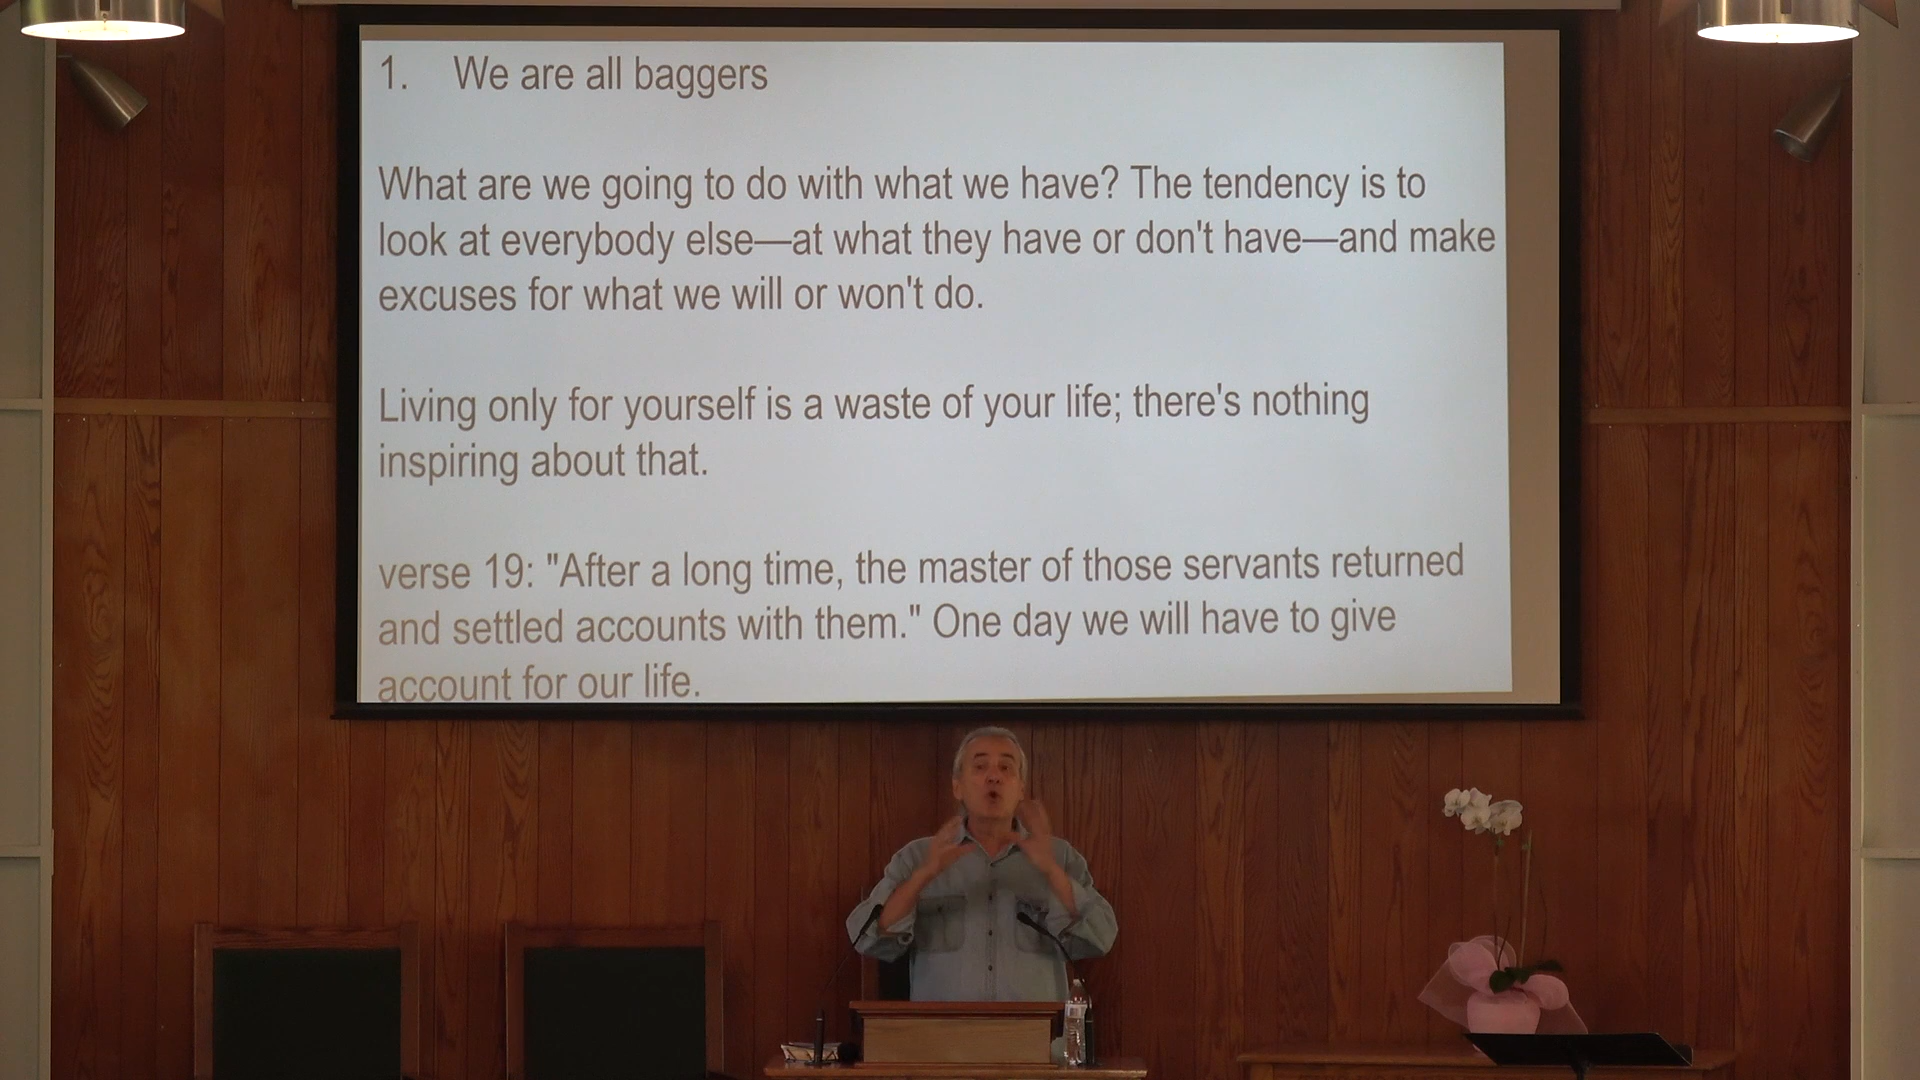 1. We are all baggers
What are we going to do with what we have? The tendency is to
look at everybody else—at what they have or don't have—and make
excuses for what we will or won't do.
Living only for yourself is a waste of your life; there's nothing
inspiring about that.
verse 19: "After a long time, the master of those servants returned
and settled accounts with them." One day we will have to give
account for our life.